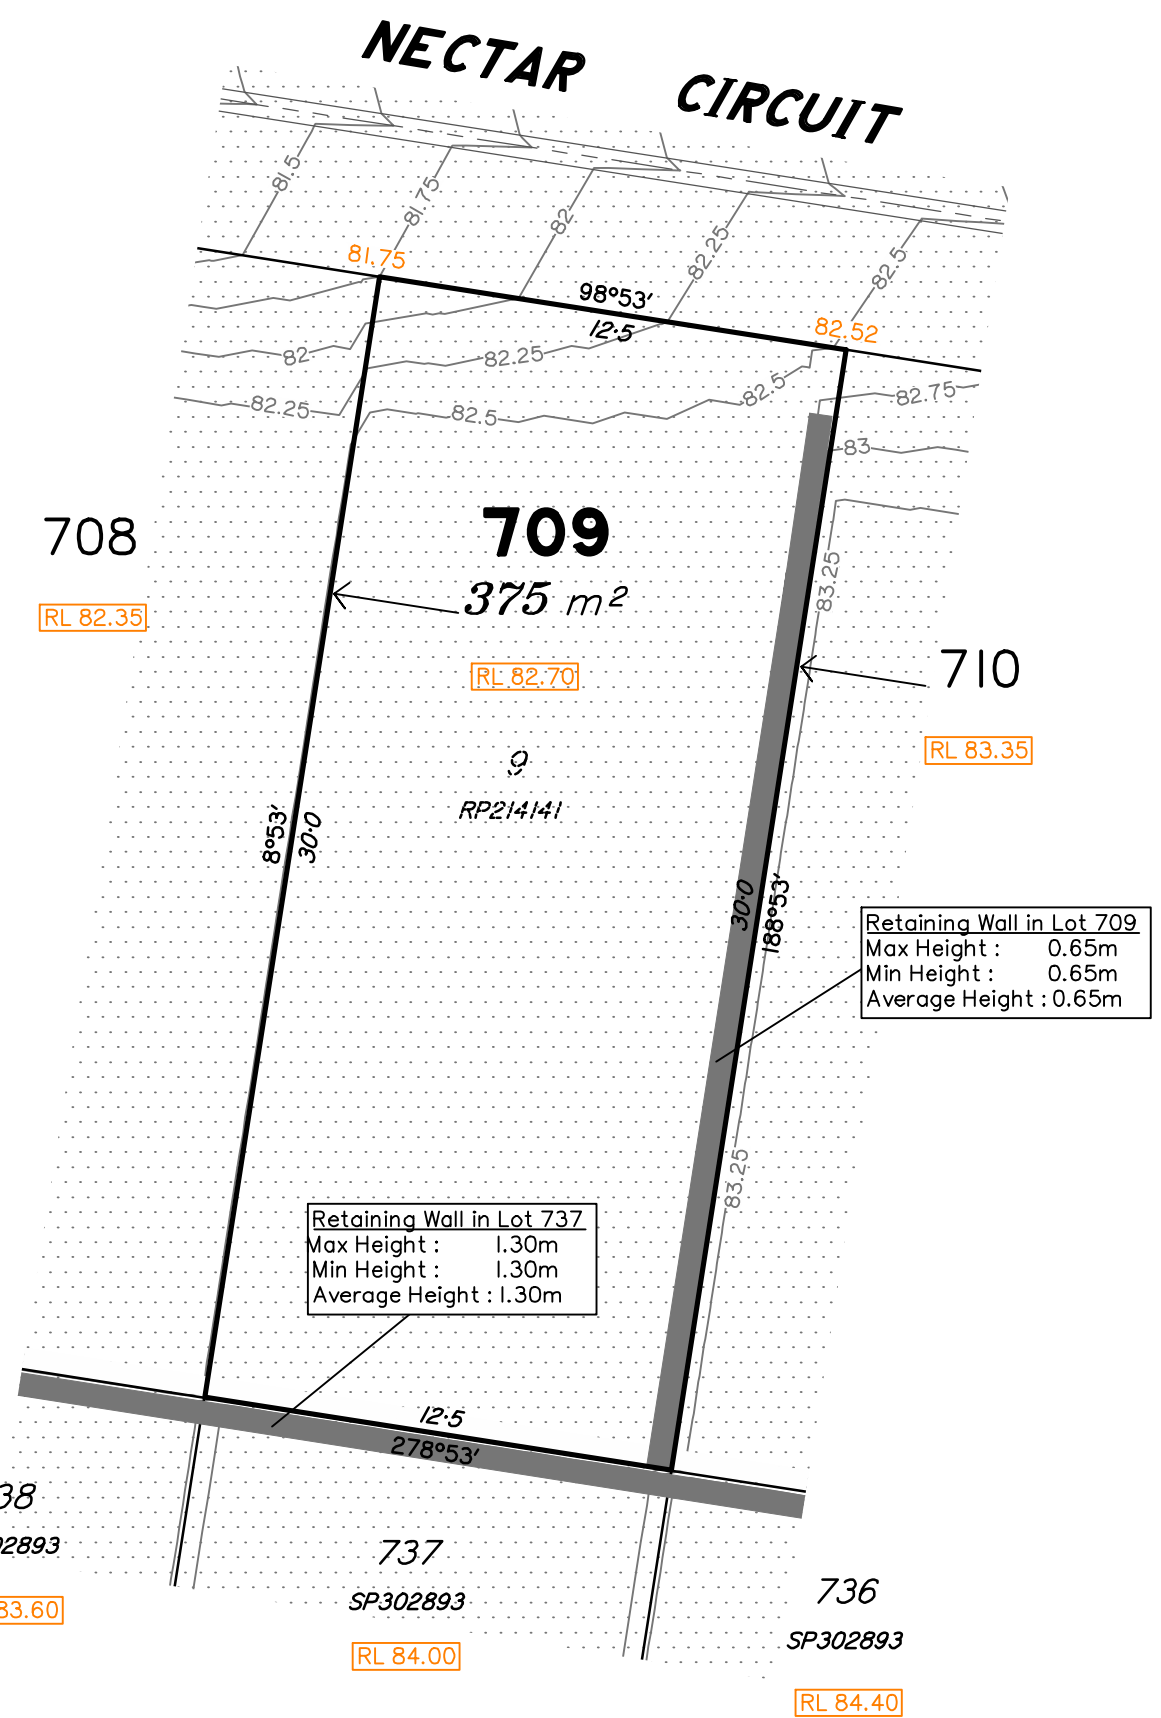 NECTAR CIRCUIT
81.5
81.75
82
82.25
82.5
81.75
98°53'
12·5
82.52
82
82.25
82.25
82.5
82.5
82.75
83
708
709
375 m²
RL 82.35
RL 82.70
83.25
710
RL 83.35
9
RP214141
8°53'
30·0
30·0
188°53'
Retaining Wall in Lot 709
Max Height : 0.65m
Min Height : 0.65m
Average Height : 0.65m
83.25
Retaining Wall in Lot 737
Max Height : 1.30m
Min Height : 1.30m
Average Height : 1.30m
12·5
278°53'
38
02893
83.60
737
SP302893
RL 84.00
736
SP302893
RL 84.40